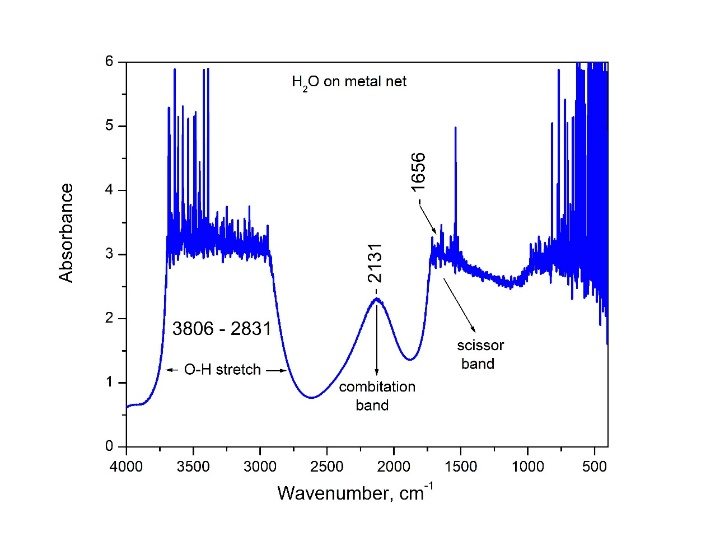 H₂O on metal net
6
5
4
3
2
1
0
Absorbance
1656
2131
3806 - 2831
O-H stretch
combitation
band
scissor
band
4000 3500 3000 2500 2000 1500 1000 500
Wavenumber, cm⁻¹